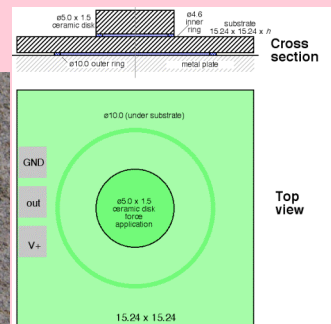 ø5.0 x 1.5
ceramic disk
ø4.6
inner
ring
substrate
15.24 x 15.24 x h
Cross
section
ø10.0 outer ring
metal plate
ø10.0 (under substrate)
GND
out
V+
ø5.0 x 1.5
ceramic disk
force
application
Top
view
15.24 x 15.24